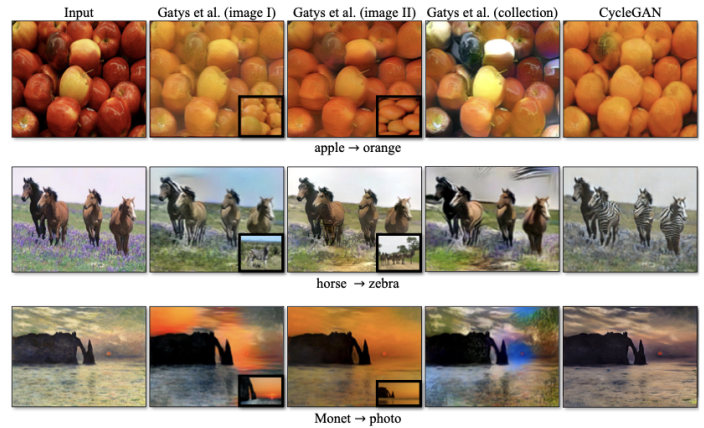 Input Gatys et al. (image I) Gatys et al. (image II) Gatys et al. (collection) CycleGAN
apple → orange
horse → zebra
Monet → photo